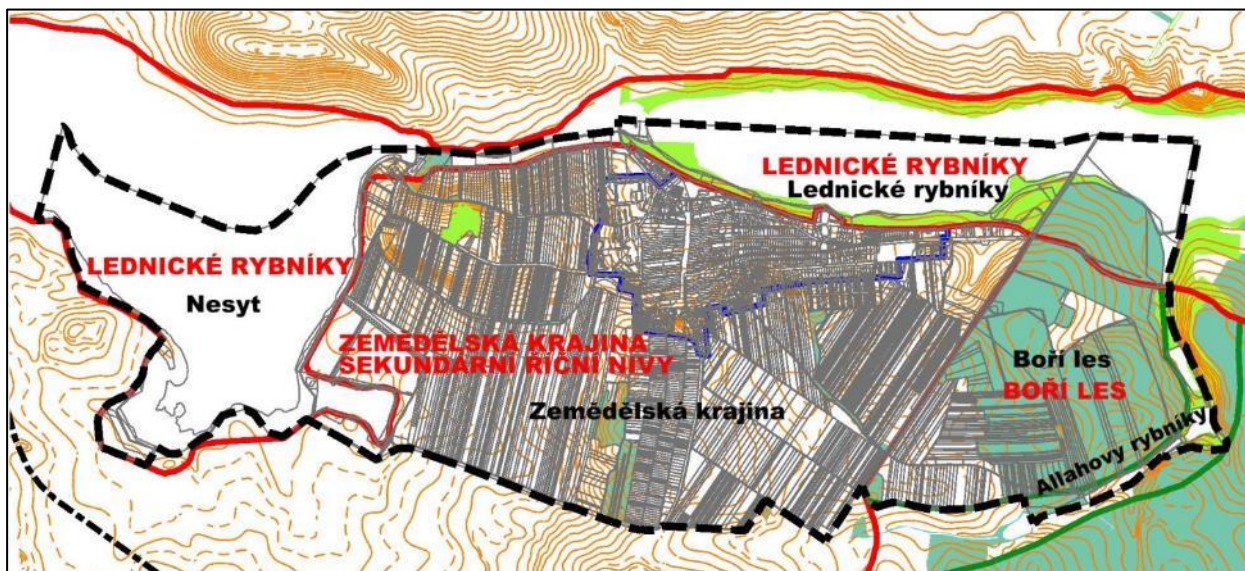 LEDNICKÉ RYBNÍKY
Lednické rybníky
LEDNICKÉ RYBNÍKY
Nesyt
ZEMĚDĚLSKÁ KRAJINA
SEKUNDÁRNÍ ŘÍČNÍ NIVY
Zemědělská krajina
Boří les
BOŘÍ LES
Allahovy rybníky